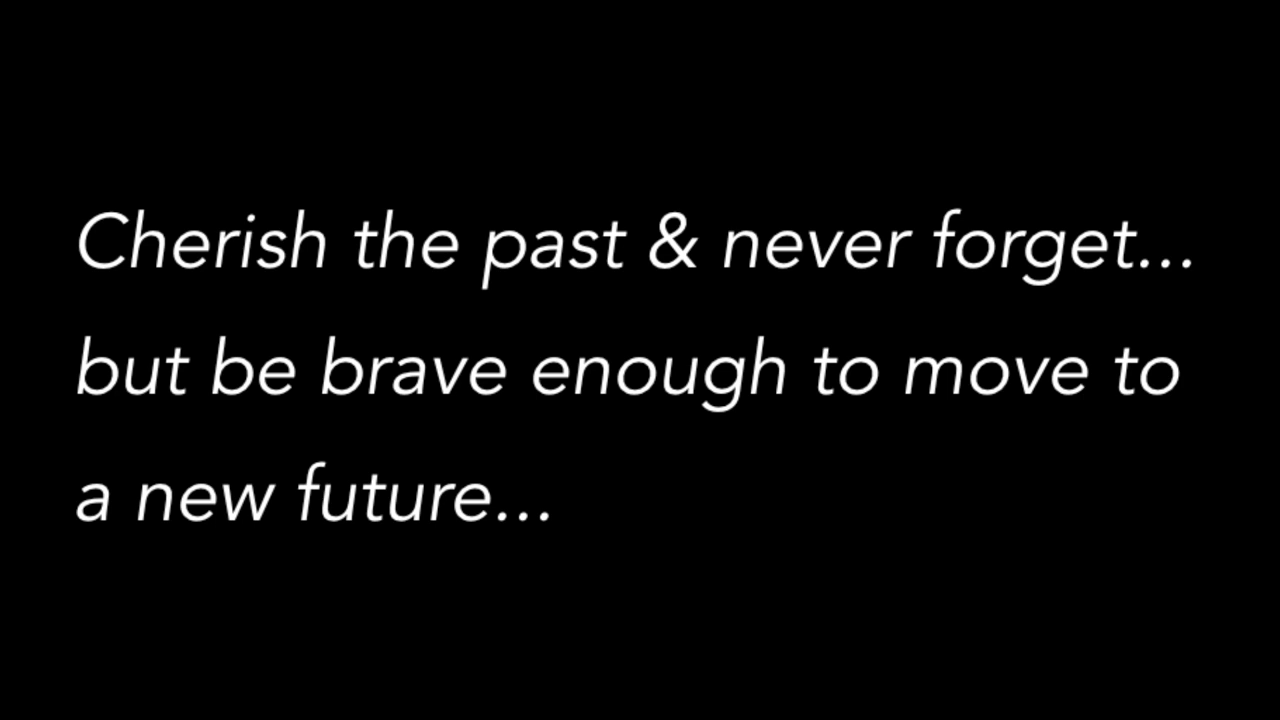 Cherish the past & never forget...
but be brave enough to move to
a new future...